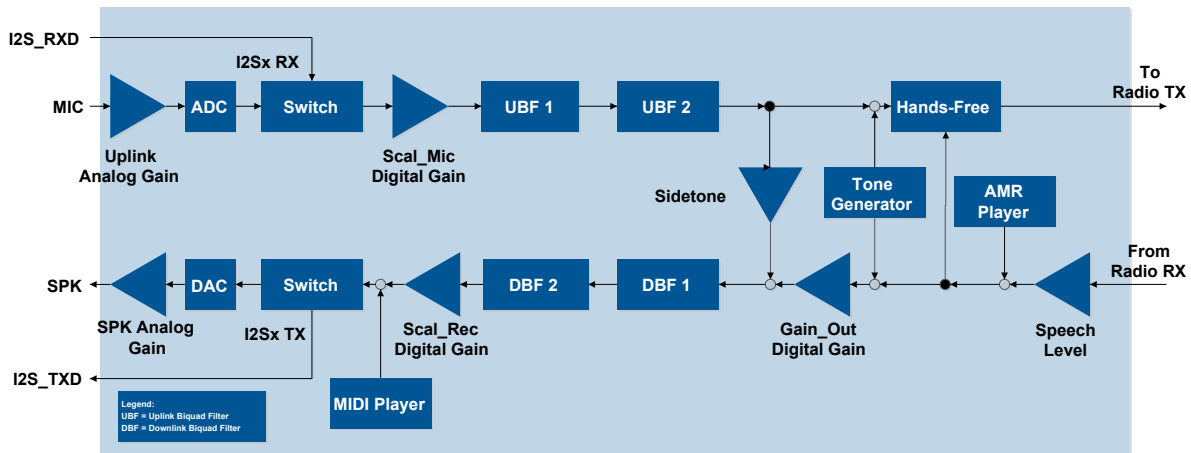 I2S_RXD
I2Sx RX
To
Radio TX
MIC
ADC
Switch
UBF 1
UBF 2
Hands-Free
Uplink
Analog Gain
Scal_Mic
Digital Gain
Sidetone
Tone
Generator
AMR
Player
From
Radio RX
SPK
DAC
Switch
DBF 2
DBF 1
SPK Analog
Gain
I2Sx TX
Scal_Rec
Digital Gain
Gain_Out
Digital Gain
Speech
Level
I2S_TXD
MIDI Player
Legend:
UBF = Uplink Biquad Filter
DBF = Downlink Biquad Filter